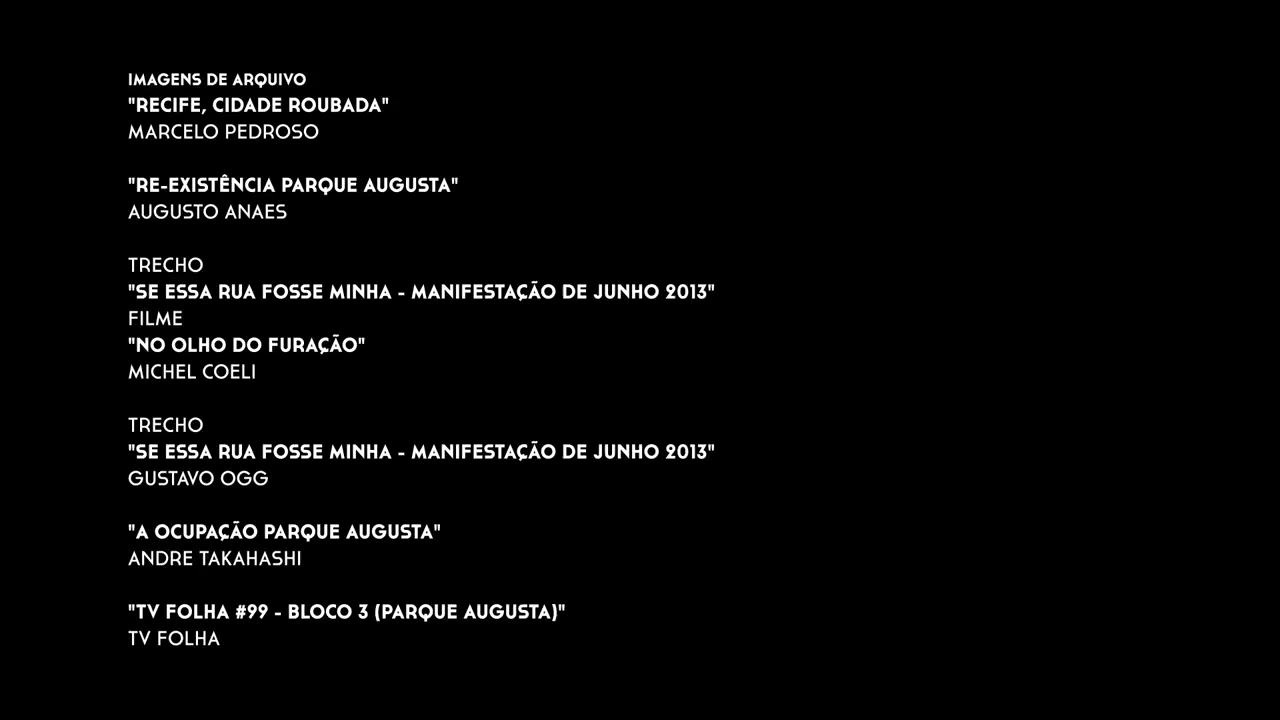 IMAGENS DE ARQUIVO
"RECIFE, CIDADE ROUBADA"
MARCELO PEDROSO
"RE-EXISTÊNCIA PARQUE AUGUSTA"
AUGUSTO ANAES
TRECHO
"SE ESSA RUA FOSSE MINHA - MANIFESTAÇÃO DE JUNHO 2013"
FILME
"NO OLHO DO FURAÇÃO"
MICHEL COELI
TRECHO
"SE ESSA RUA FOSSE MINHA - MANIFESTAÇÃO DE JUNHO 2013"
GUSTAVO OGG
"A OCUPAÇÃO PARQUE AUGUSTA"
ANDRE TAKAHASHI
"TV FOLHA #99 - BLOCO 3 (PARQUE AUGUSTA)"
TV FOLHA